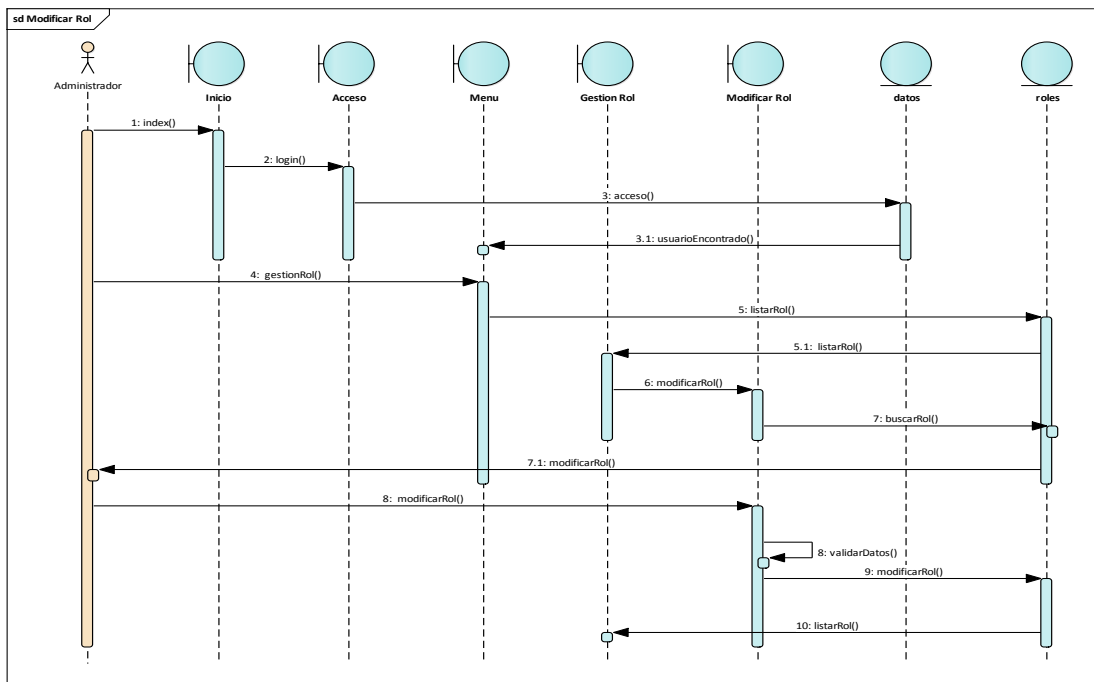 sd Modificar Rol
Administrador
Inicio
Acceso
Menu
Gestion Rol
Modificar Rol
datos
roles
1: index()
2: login()
3: acceso()
3.1: usuarioEncontrado()
4: gestionRol()
5: listarRol()
5.1: listarRol()
6: modificarRol()
7: buscarRol()
7.1: modificarRol()
8: modificarRol()
8: validarDatos()
9: modificarRol()
10: listarRol()